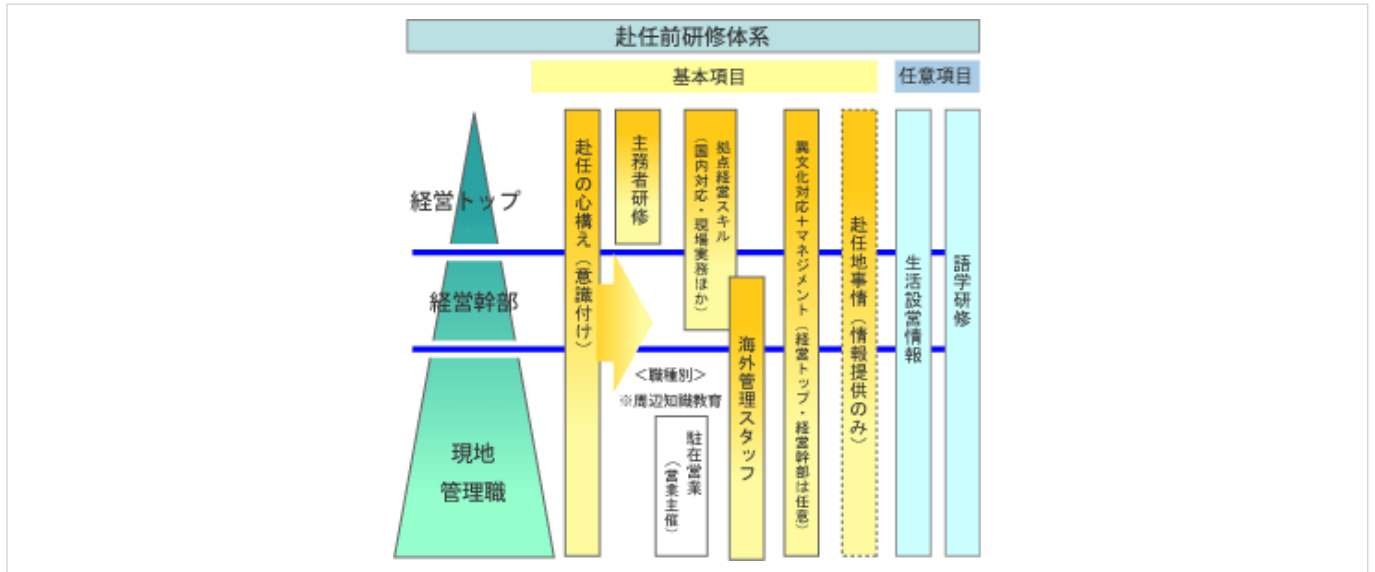 赴任前研修体系
基本項目
任意項目
経営トップ
経営幹部
現地
管理職
赴任の心構え（意識付け）
主務者研修
拠点経営スキル
（国内対応・現場実務ほか）
＜職種別＞
※周辺知識教育
駐在営業
（営業主催）
海外管理スタッフ
異文化対応＋マネジメント（経営トップ・経営幹部は任意）
赴任地事情（情報提供のみ）
生活設営情報
語学研修